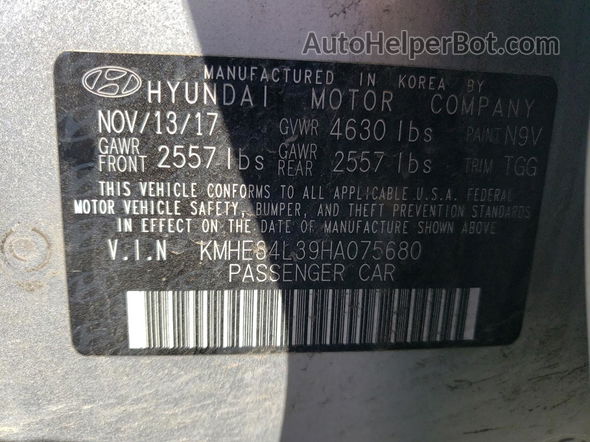 AutoHelperBot.com
MANUFACTURED IN KOREA BY
HYUNDAI MOTOR COMPANY
NOV/13/17 GVWR 4630 lbs PAINT N9V
GAWR FRONT 2557 lbs GAWR REAR 2557 lbs TRIM TGG
THIS VEHICLE CONFORMS TO ALL APPLICABLE U.S.A. FEDERAL
MOTOR VEHICLE SAFETY, BUMPER, AND THEFT PREVENTION STANDARDS
IN EFFECT ON THE DATE OF MANUFACTURE SHOWN ABOVE.
V.I.N KMHE34L39HA075680
PASSENGER CAR